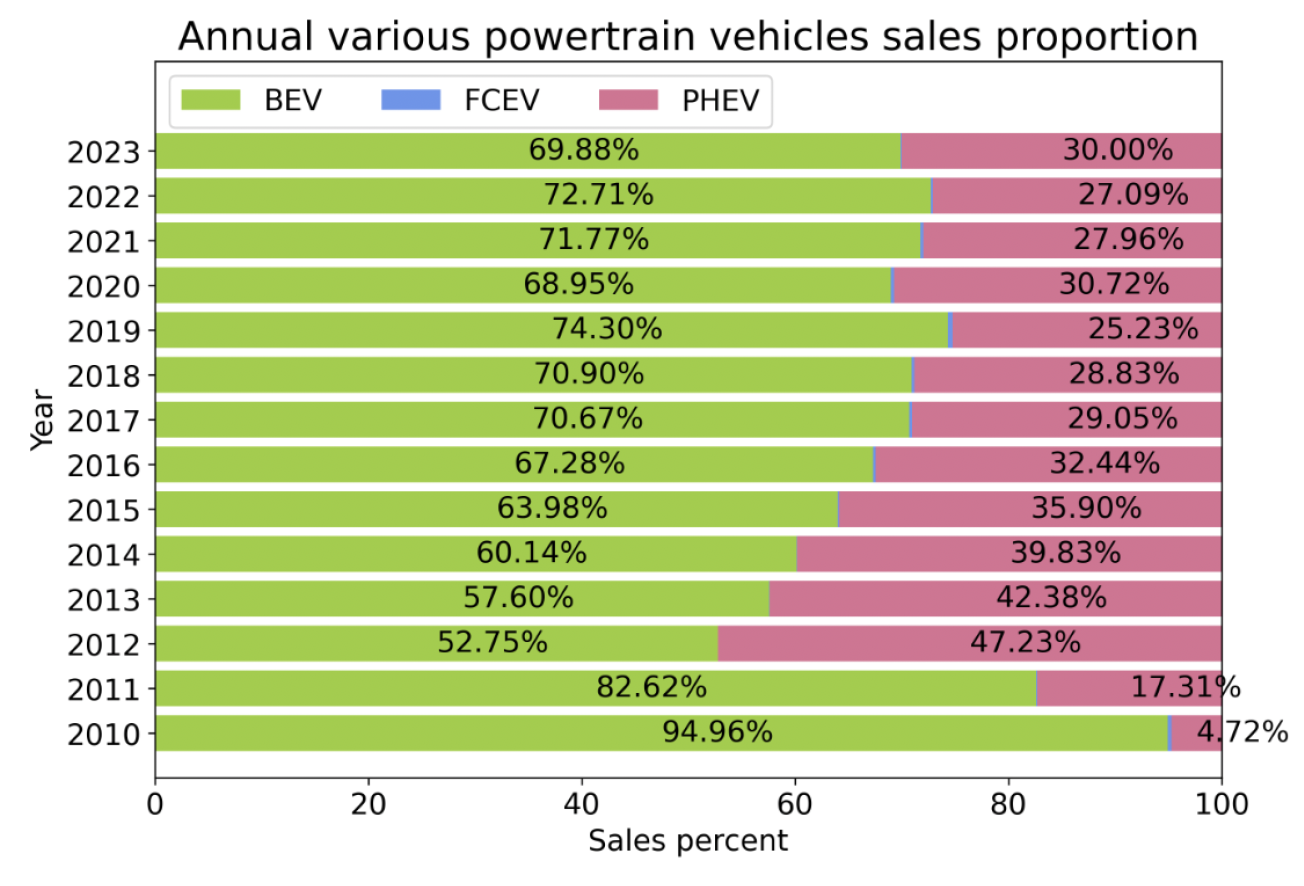 Annual various powertrain vehicles sales proportion
BEV FCEV PHEV
2023 69.88% 30.00%
2022 72.71% 27.09%
2021 71.77% 27.96%
2020 68.95% 30.72%
2019 74.30% 25.23%
2018 70.90% 28.83%
2017 70.67% 29.05%
2016 67.28% 32.44%
2015 63.98% 35.90%
2014 60.14% 39.83%
2013 57.60% 42.38%
2012 52.75% 47.23%
2011 82.62% 17.31%
2010 94.96% 4.72%
Year
0 20 40 60 80 100
Sales percent